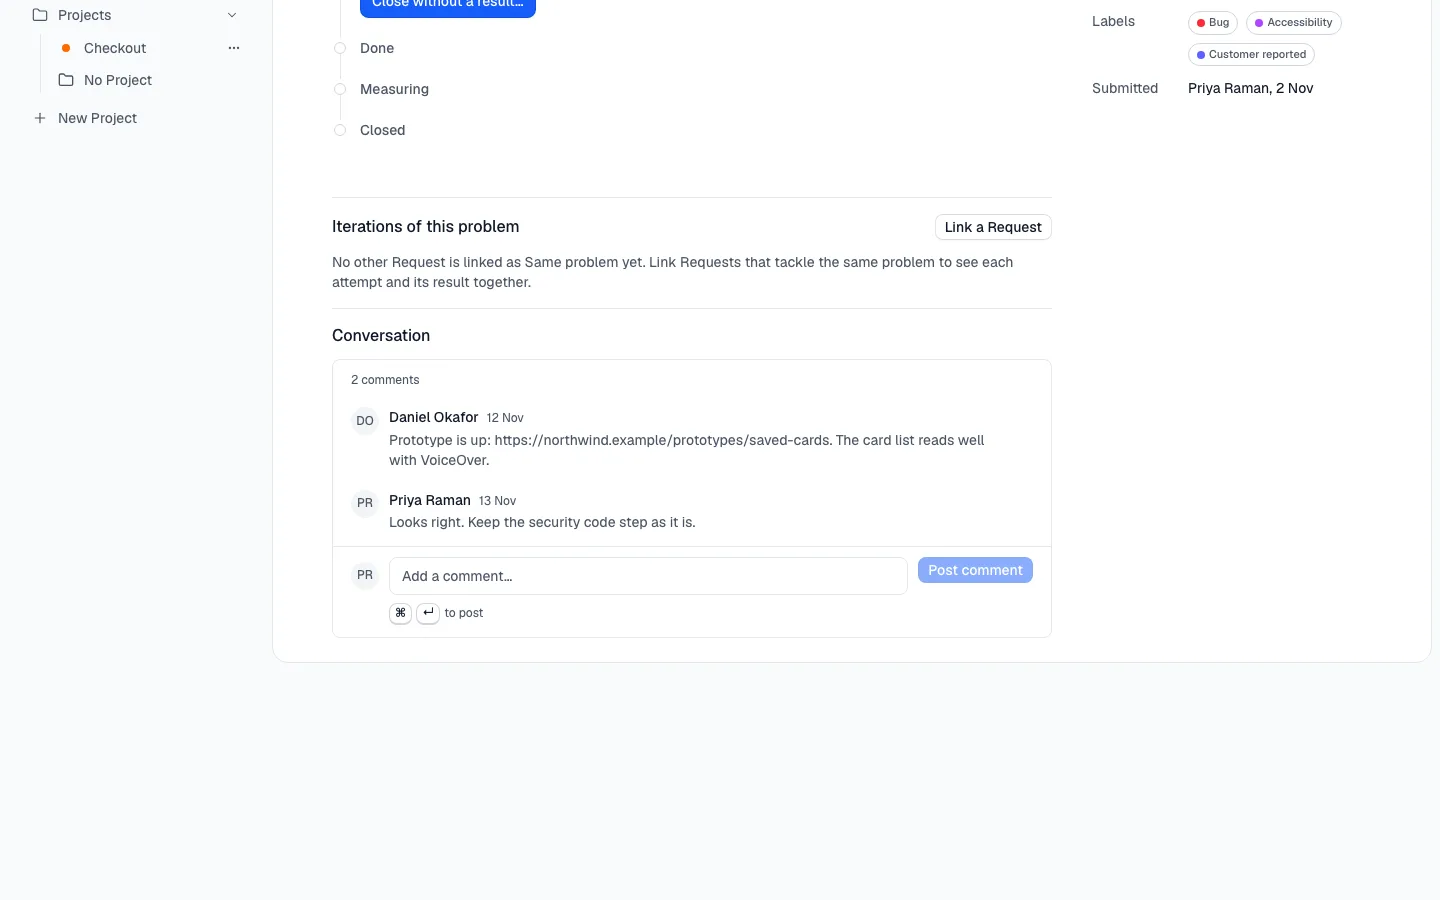 Projects
Checkout
No Project
New Project
Close without a result...
Done
Measuring
Closed
Labels
Bug
Accessibility
Customer reported
Submitted
Priya Raman, 2 Nov
Iterations of this problem
Link a Request
No other Request is linked as Same problem yet. Link Requests that tackle the same problem to see each
attempt and its result together.
Conversation
2 comments
DO
Daniel Okafor 12 Nov
Prototype is up: https://northwind.example/prototypes/saved-cards. The card list reads well
with VoiceOver.
PR
Priya Raman 13 Nov
Looks right. Keep the security code step as it is.
PR
Add a comment...
Post comment
⌘ ↵ to post